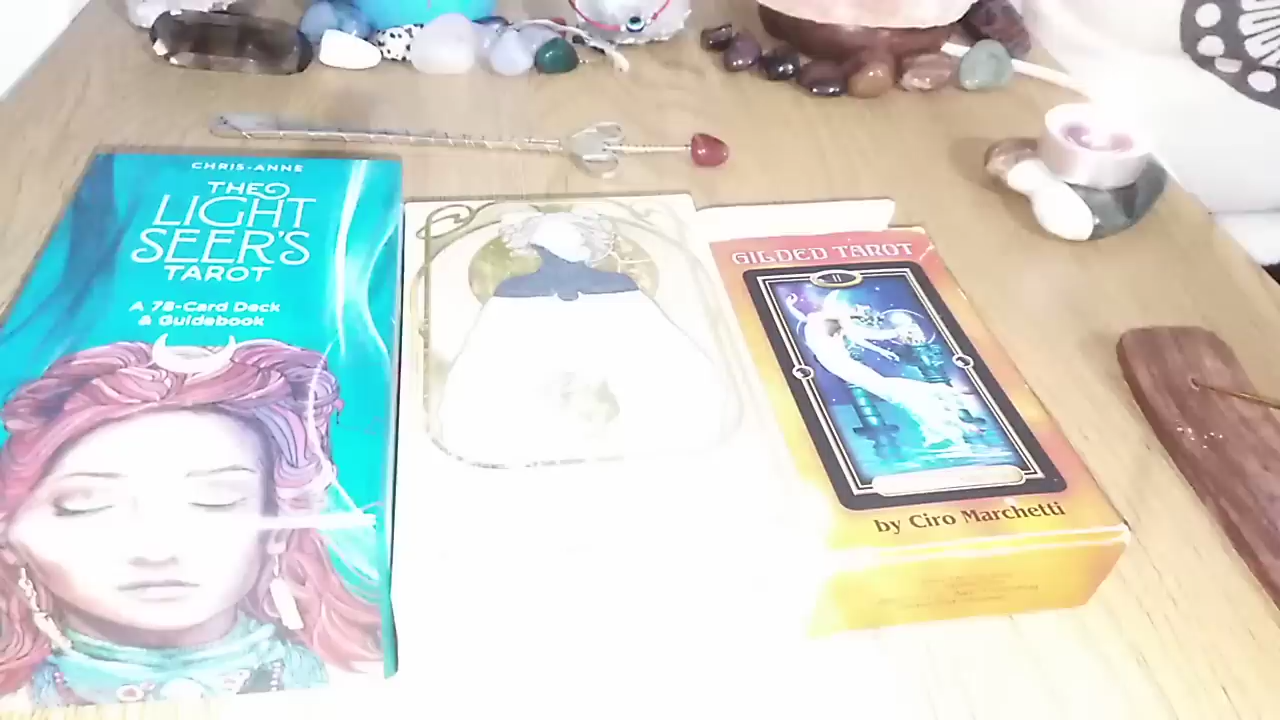 CHRIS-ANNE
THE
LIGHT
SEER'S
TAROT
A 78-Card Deck
& Guidebook
GILDED TAROT
II
by Ciro Marchetti